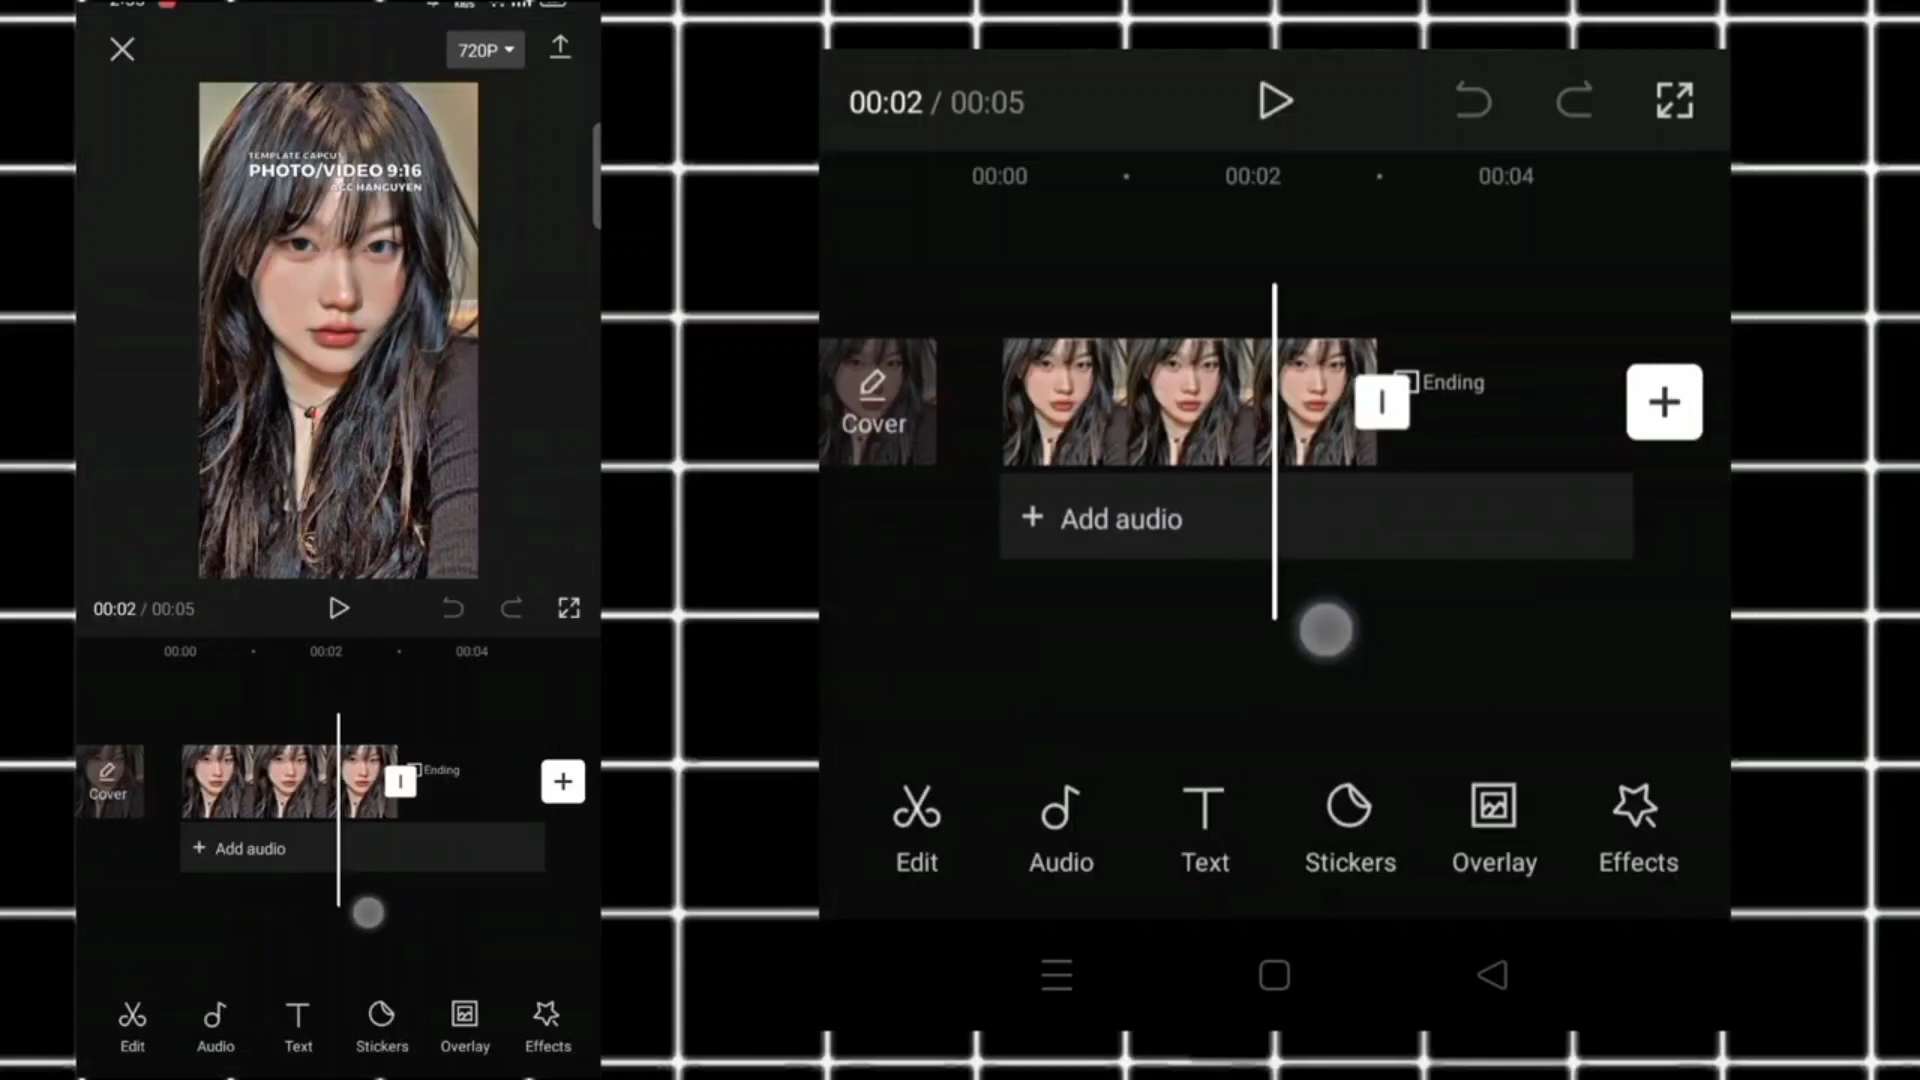 720P
TEMPLATE CAPCUT
PHOTO/VIDEO 9:16
ACC HANGUYEN
00:02 / 00:05
00:00
00:02
00:04
Cover
Ending
+ Add audio
Edit
Audio
Text
Stickers
Overlay
Effects
00:02 / 00:05
00:00
00:02
00:04
Cover
Ending
+ Add audio
Edit
Audio
Text
Stickers
Overlay
Effects